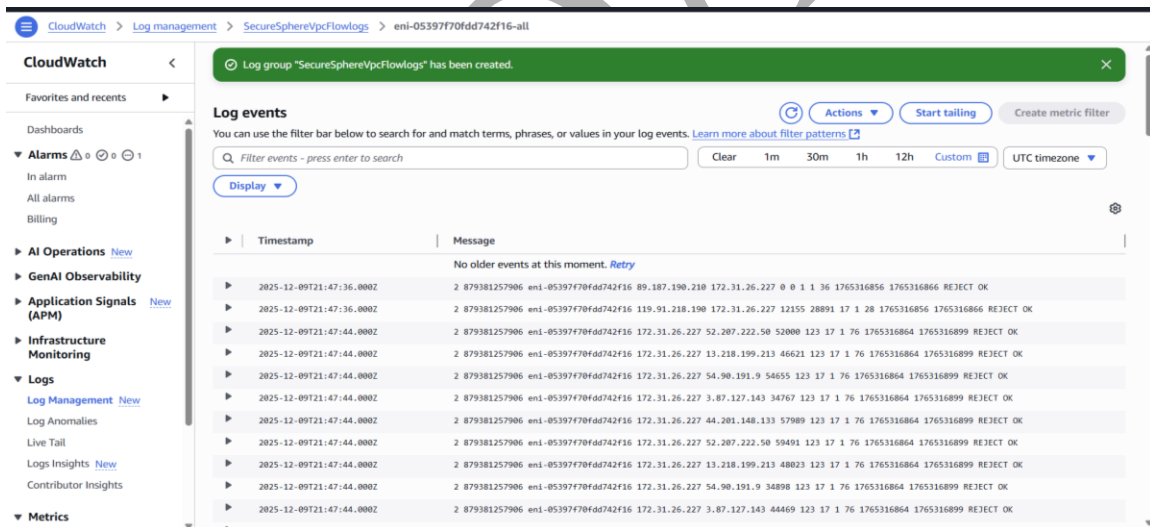 CloudWatch > Log management > SecureSphereVpcFlowlogs > eni-05397f70fdd742f16-all
CloudWatch
Favorites and recents
Dashboards
Alarms 0 0 1
In alarm
All alarms
Billing
AI Operations New
GenAI Observability
Application Signals New
(APM)
Infrastructure
Monitoring
Logs
Log Management New
Log Anomalies
Live Tail
Logs Insights New
Contributor Insights
Metrics
Log group "SecureSphereVpcFlowlogs" has been created.
Log events
Actions
Start tailing
Create metric filter
You can use the filter bar below to search for and match terms, phrases, or values in your log events. Learn more about filter patterns
Filter events - press enter to search
Clear 1m 30m 1h 12h Custom
UTC timezone
Display
Timestamp Message
No older events at this moment. Retry
2025-12-09T21:47:36.000Z 2 879381257906 eni-05397f70fdd742f16 89.187.190.210 172.31.26.227 0 0 1 1 36 1765316856 1765316866 REJECT OK
2025-12-09T21:47:36.000Z 2 879381257906 eni-05397f70fdd742f16 119.91.218.190 172.31.26.227 12155 28891 17 1 28 1765316856 1765316866 REJECT OK
2025-12-09T21:47:44.000Z 2 879381257906 eni-05397f70fdd742f16 172.31.26.227 52.207.222.50 52000 123 17 1 76 1765316864 1765316899 REJECT OK
2025-12-09T21:47:44.000Z 2 879381257906 eni-05397f70fdd742f16 172.31.26.227 13.218.199.213 46621 123 17 1 76 1765316864 1765316899 REJECT OK
2025-12-09T21:47:44.000Z 2 879381257906 eni-05397f70fdd742f16 172.31.26.227 54.90.191.9 54655 123 17 1 76 1765316864 1765316899 REJECT OK
2025-12-09T21:47:44.000Z 2 879381257906 eni-05397f70fdd742f16 172.31.26.227 3.87.127.143 34767 123 17 1 76 1765316864 1765316899 REJECT OK
2025-12-09T21:47:44.000Z 2 879381257906 eni-05397f70fdd742f16 172.31.26.227 44.201.148.133 57989 123 17 1 76 1765316864 1765316899 REJECT OK
2025-12-09T21:47:44.000Z 2 879381257906 eni-05397f70fdd742f16 172.31.26.227 52.207.222.50 59491 123 17 1 76 1765316864 1765316899 REJECT OK
2025-12-09T21:47:44.000Z 2 879381257906 eni-05397f70fdd742f16 172.31.26.227 13.218.199.213 48023 123 17 1 76 1765316864 1765316899 REJECT OK
2025-12-09T21:47:44.000Z 2 879381257906 eni-05397f70fdd742f16 172.31.26.227 54.90.191.9 34898 123 17 1 76 1765316864 1765316899 REJECT OK
2025-12-09T21:47:44.000Z 2 879381257906 eni-05397f70fdd742f16 172.31.26.227 3.87.127.143 44469 123 17 1 76 1765316864 1765316899 REJECT OK